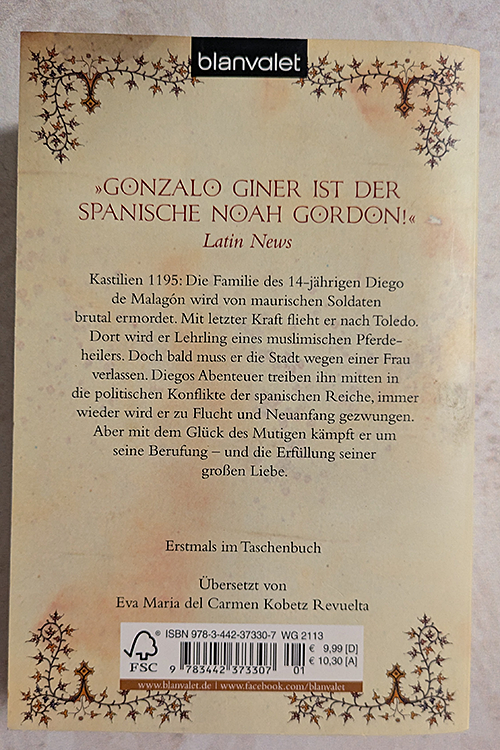 blanvalet
»GONZALO GINER IST DER
SPANISCHE NOAH GORDON!«
Latin News
Kastilien 1195: Die Familie des 14-jährigen Diego
de Malagón wird von maurischen Soldaten
brutal ermordet. Mit letzter Kraft flieht er nach Toledo.
Dort wird er Lehrling eines muslimischen Pferde-
heilers. Doch bald muss er die Stadt wegen einer Frau
verlassen. Diegos Abenteuer treiben ihn mitten in
die politischen Konflikte der spanischen Reiche, immer
wieder wird er zu Flucht und Neuanfang gezwungen.
Aber mit dem Glück des Mutigen kämpft er um
seine Berufung – und die Erfüllung seiner
großen Liebe.
Erstmals im Taschenbuch
Übersetzt von
Eva Maria del Carmen Kobetz Revuelta
® ISBN 978-3-442-37330-7 WG 2113
€ 9,99 [D]
€ 10,30 [A]
FSC
9 783442 373307 01
www.blanvalet.de | www.facebook.com/blanvalet